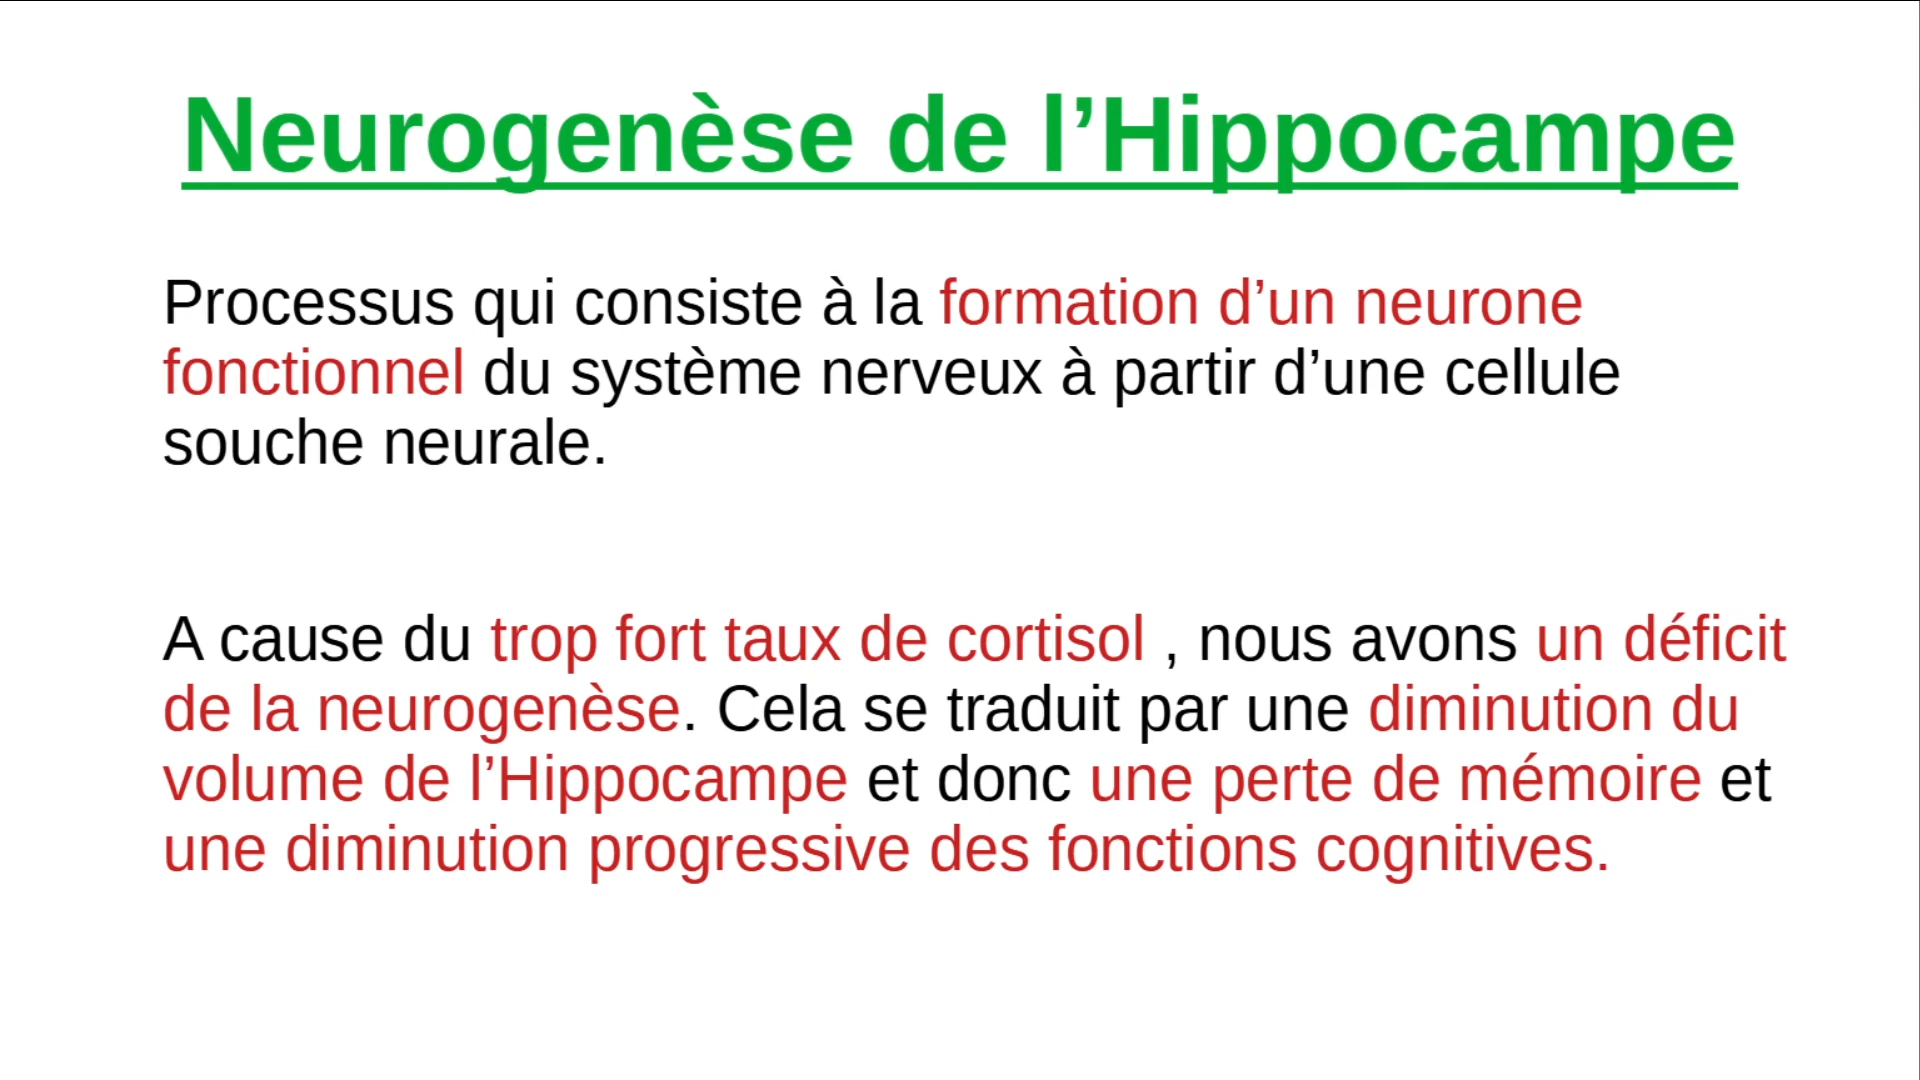 Neurogenèse de l’Hippocampe
Processus qui consiste à la formation d’un neurone
fonctionnel du système nerveux à partir d’une cellule
souche neurale.
A cause du trop fort taux de cortisol , nous avons un déficit
de la neurogenèse. Cela se traduit par une diminution du
volume de l’Hippocampe et donc une perte de mémoire et
une diminution progressive des fonctions cognitives.